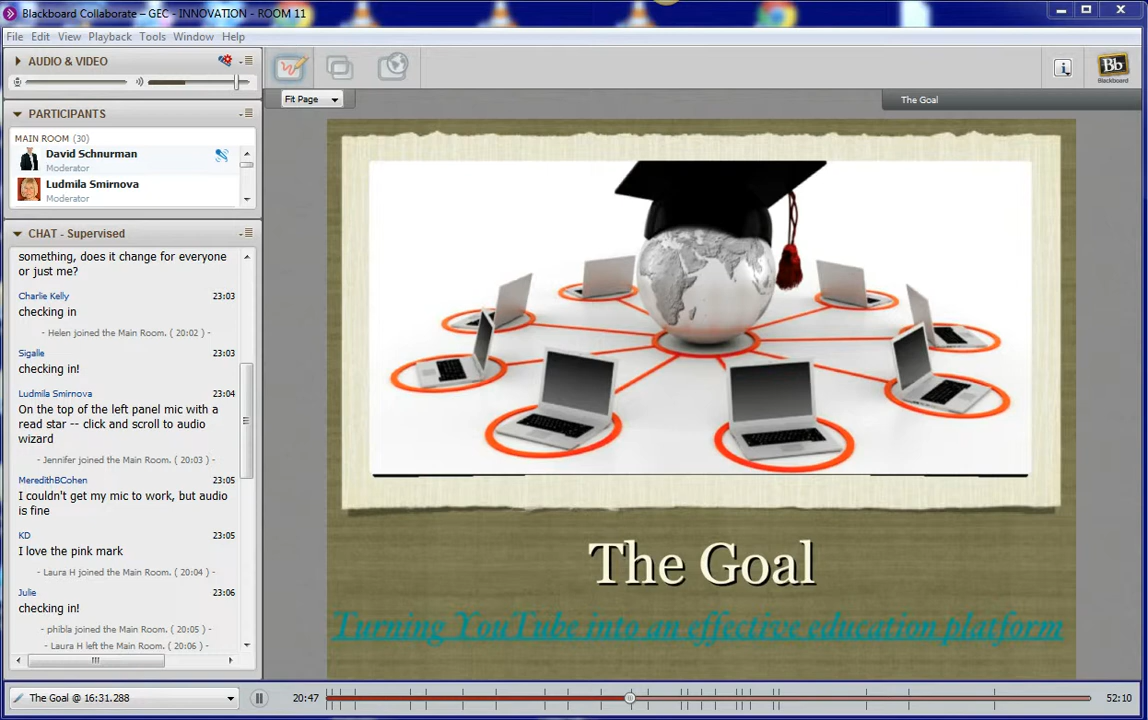 Blackboard Collaborate – GEC - INNOVATION - ROOM 11
File Edit View Playback Tools Window Help
AUDIO & VIDEO
PARTICIPANTS
MAIN ROOM (30)
David Schnurman
Moderator
Ludmila Smirnova
Moderator
CHAT - Supervised
something, does it change for everyone
or just me?
Charlie Kelly 23:03
checking in
- Helen joined the Main Room. ( 20:02 ) -
Sigalle 23:03
checking in!
Ludmila Smirnova 23:04
On the top of the left panel mic with a
read star -- click and scroll to audio
wizard
- Jennifer joined the Main Room. ( 20:03 ) -
MeredithBCohen 23:05
I couldn't get my mic to work, but audio
is fine
KD 23:05
I love the pink mark
- Laura H joined the Main Room. ( 20:04 ) -
Julie 23:06
checking in!
- phibla joined the Main Room. ( 20:05 ) -
- Laura H left the Main Room. ( 20:06 ) -
Fit Page
The Goal
Bb
Blackboard
The Goal
Turning YouTube into an effective education platform
The Goal @ 16:31.288
20:47
52:10